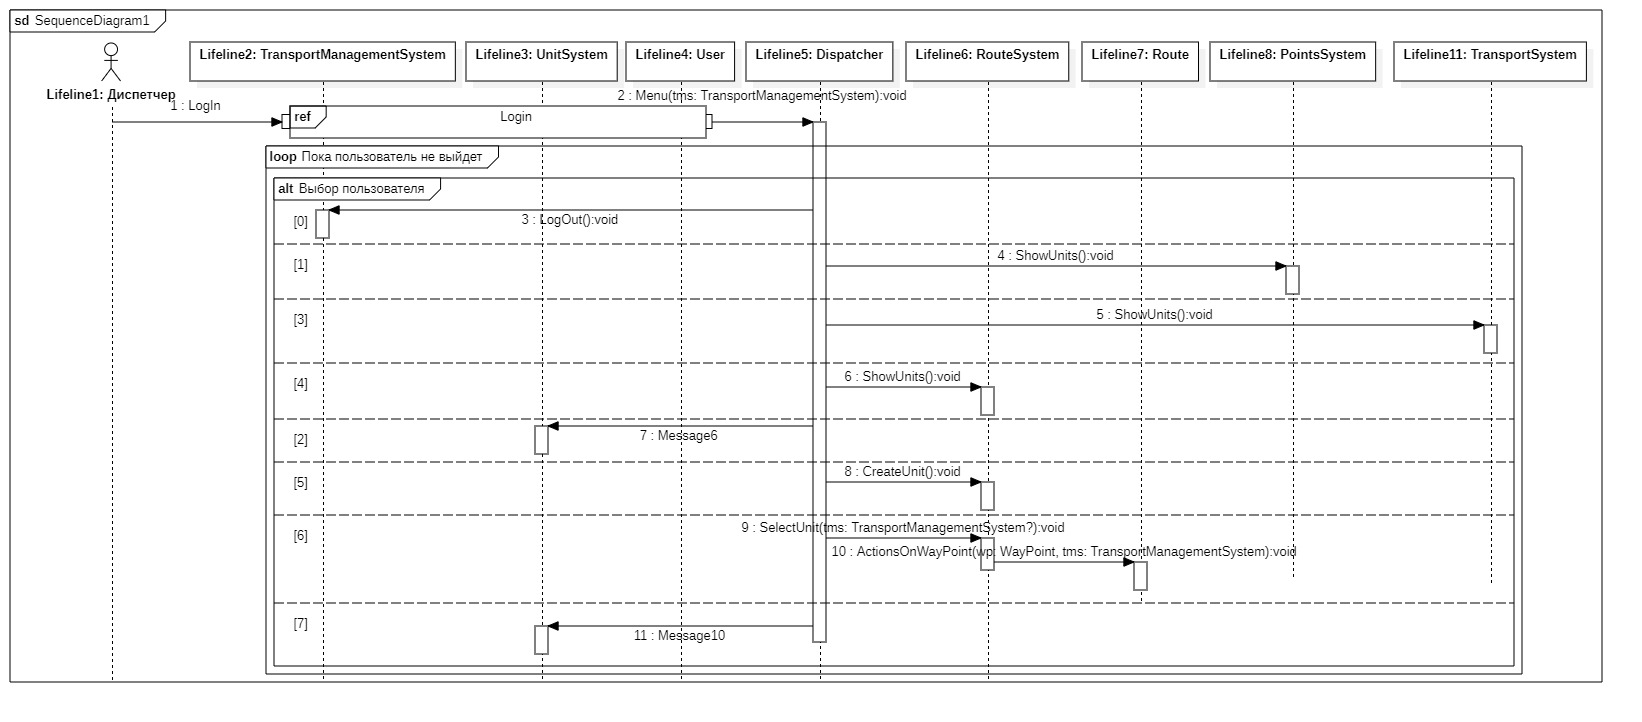 sd SequenceDiagram1
Lifeline1: Диспетчер
Lifeline2: TransportManagementSystem
Lifeline3: UnitSystem
Lifeline4: User
Lifeline5: Dispatcher
Lifeline6: RouteSystem
Lifeline7: Route
Lifeline8: PointsSystem
Lifeline11: TransportSystem
1 : LogIn
2 : Menu(tms: TransportManagementSystem):void
ref
Login
loop Пока пользователь не выйдет
alt Выбор пользователя
[0]
3 : LogOut():void
[1]
4 : ShowUnits():void
[3]
5 : ShowUnits():void
[4]
6 : ShowUnits():void
[2]
7 : Message6
[5]
8 : CreateUnit():void
[6]
9 : SelectUnit(tms: TransportManagementSystem?):void
10 : ActionsOnWayPoint(wp: WayPoint, tms: TransportManagementSystem):void
[7]
11 : Message10